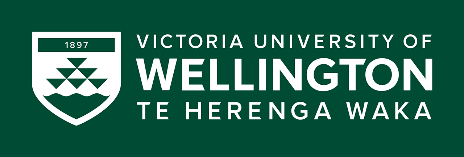 1897
VICTORIA UNIVERSITY OF
WELLINGTON
TE HERENGA WAKA